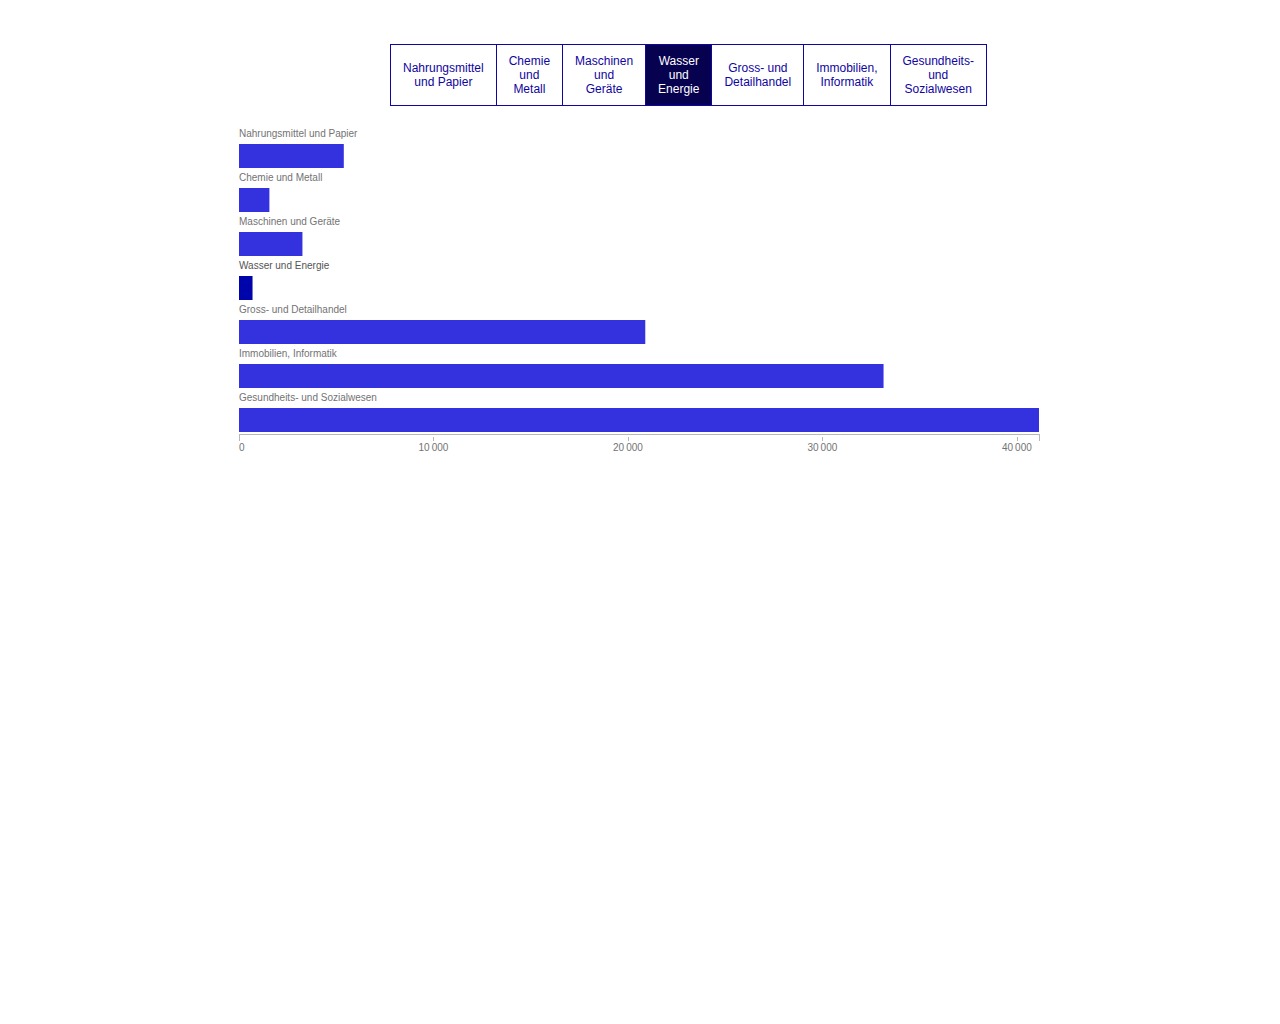 Nahrungsmittel
und Papier
Chemie
und
Metall
Maschinen
und
Geräte
Wasser
und
Energie
Gross- und
Detailhandel
Immobilien,
Informatik
Gesundheits-
und
Sozialwesen
Nahrungsmittel und Papier
Chemie und Metall
Maschinen und Geräte
Wasser und Energie
Gross- und Detailhandel
Immobilien, Informatik
Gesundheits- und Sozialwesen
0 10 000 20 000 30 000 40 000